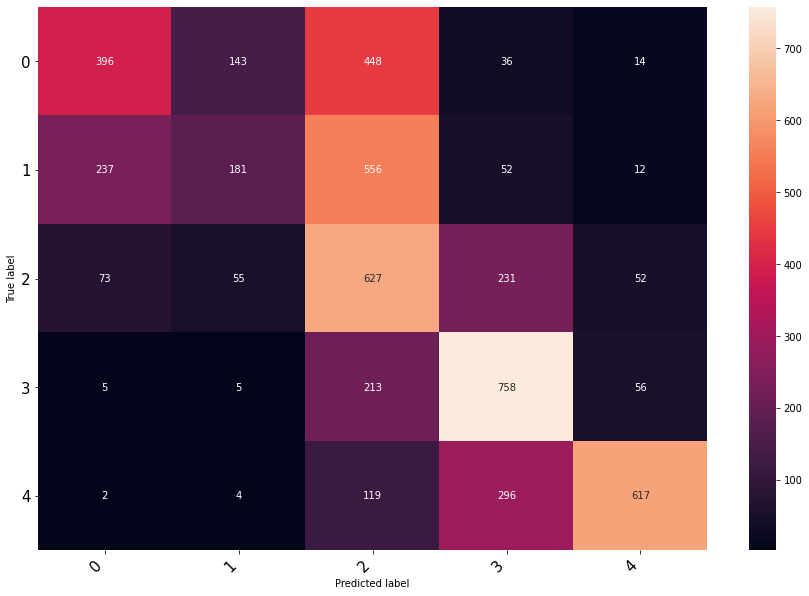 0 396 143 448 36 14
1 237 181 556 52 12
2 73 55 627 231 52
3 5 5 213 758 56
4 2 4 119 296 617
0 1 2 3 4
True label
Predicted label
700
600
500
400
300
200
100